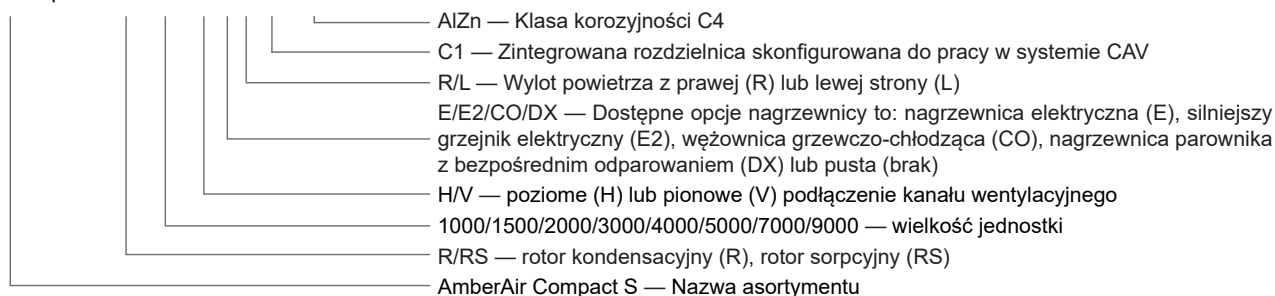 AlZn — Klasa korozyjności C4
C1 — Zintegrowana rozdzielnica skonfigurowana do pracy w systemie CAV
R/L — Wylot powietrza z prawej (R) lub lewej strony (L)
E/E2/CO/DX — Dostępne opcje nagrzewnicy to: nagrzewnica elektryczna (E), silniejszy
grzejnik elektryczny (E2), wężownica grzewczo-chłodząca (CO), nagrzewnica parownika
z bezpośrednim odparowaniem (DX) lub pusta (brak)
H/V — poziome (H) lub pionowe (V) podłączenie kanału wentylacyjnego
1000/1500/2000/3000/4000/5000/7000/9000 — wielkość jednostki
R/RS — rotor kondensacyjny (R), rotor sorpcyjny (RS)
AmberAir Compact S — Nazwa asortymentu